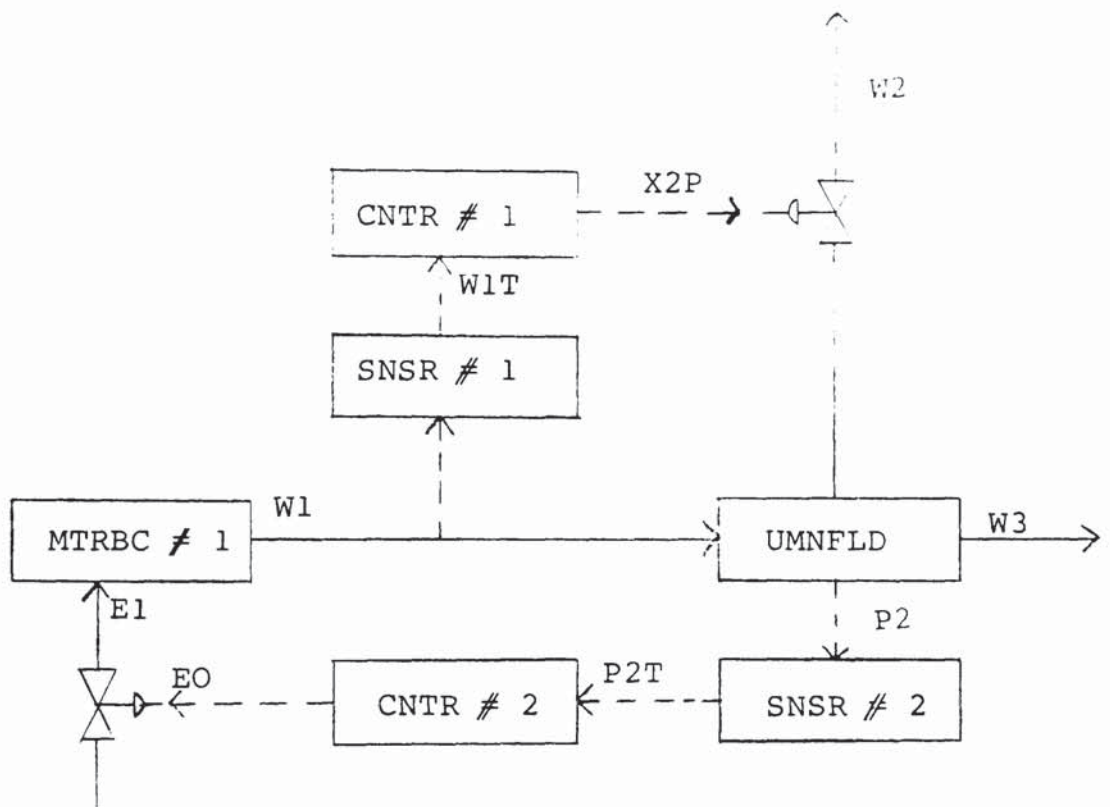 W2
X2P
CNTR # 1
W1T
SNSR # 1
W1
MTRBC # 1
UMNFLD
W3
E1
P2
EO
P2T
CNTR # 2
SNSR # 2